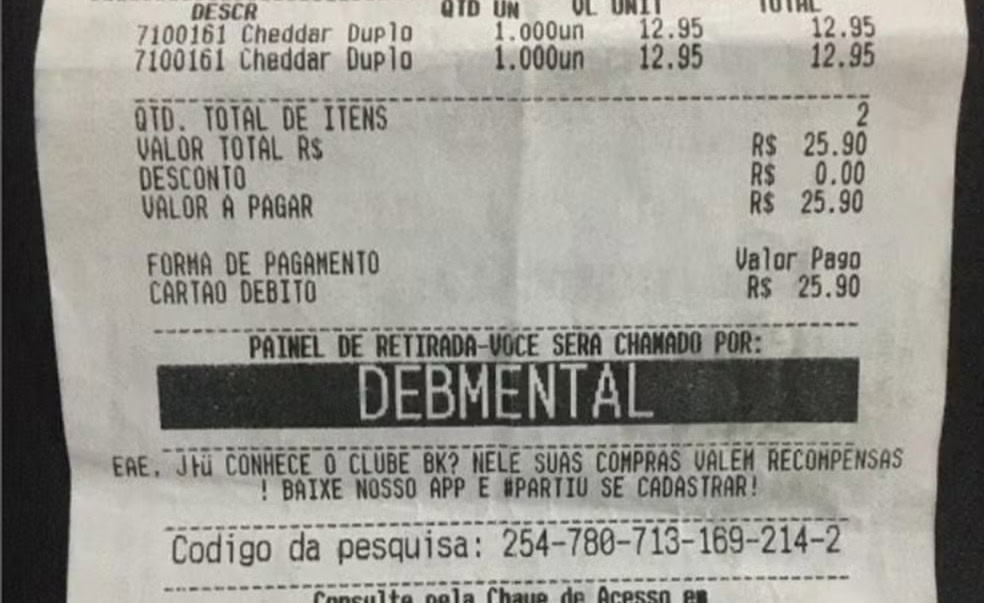 DESCR QTD UN VL UNIT TOTAL
7100161 Cheddar Duplo 1.000un 12.95 12.95
7100161 Cheddar Duplo 1.000un 12.95 12.95
QTD. TOTAL DE ITENS 2
VALOR TOTAL R$ R$ 25.90
DESCONTO R$ 0.00
VALOR A PAGAR R$ 25.90
FORMA DE PAGAMENTO Valor Pago
CARTAO DEBITO R$ 25.90
PAINEL DE RETIRADA-VOCE SERA CHAMADO POR:
DEBMENTAL
EAE, J†ü CONHECE O CLUBE BK? NELE SUAS COMPRAS VALEM RECOMPENSAS
! BAIXE NOSSO APP E #PARTIU SE CADASTRAR!
Codigo da pesquisa: 254-780-713-169-214-2
Consulte pela Chave de Acesso em